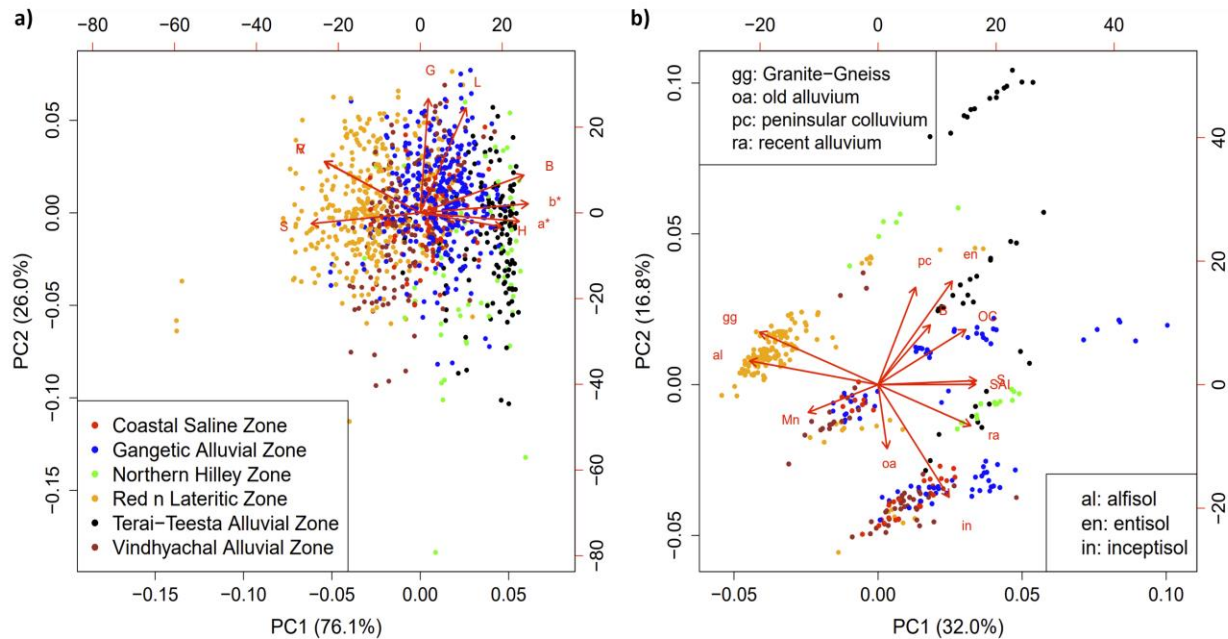 a)
−80 −60 −40 −20 0 20
G
L
R
B
b*
S
H
a*
0.05
0.00
−0.05
−0.10
−0.15
PC2 (26.0%)
20
0
−20
−40
−60
−80
Coastal Saline Zone
Gangetic Alluvial Zone
Northern Hilley Zone
Red n Lateritic Zone
Terai−Teesta Alluvial Zone
Vindhyachal Alluvial Zone
−0.15 −0.10 −0.05 0.00 0.05
PC1 (76.1%)
b)
−20 0 20 40
gg: Granite−Gneiss
oa: old alluvium
pc: peninsular colluvium
ra: recent alluvium
pc
en
gg
B
OC
al
S
SAI
Mn
ra
oa
in
0.10
0.05
0.00
−0.05
PC2 (16.8%)
40
20
0
−20
al: alfisol
en: entisol
in: inceptisol
−0.05 0.00 0.05 0.10
PC1 (32.0%)